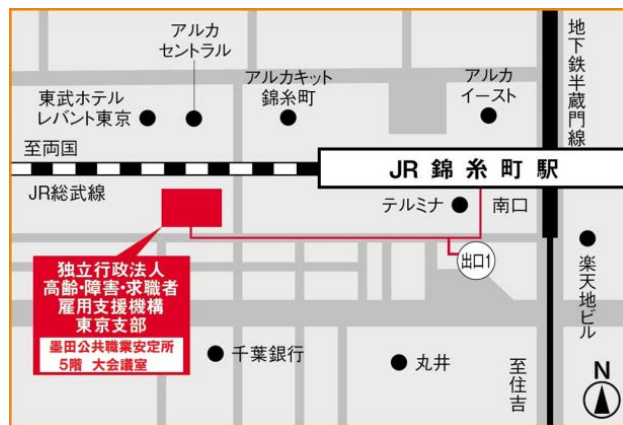 アルカ
セントラル
東武ホテル
レバント東京
アルカキット
錦糸町
アルカ
イースト
地下鉄半蔵門線
至両国
JR総武線
JR 錦糸町駅
テルミナ
南口
出口1
楽天地ビル
独立行政法人
高齢・障害・求職者
雇用支援機構
東京支部
墨田公共職業安定所
5階 大会議室
千葉銀行
丸井
至住吉
N